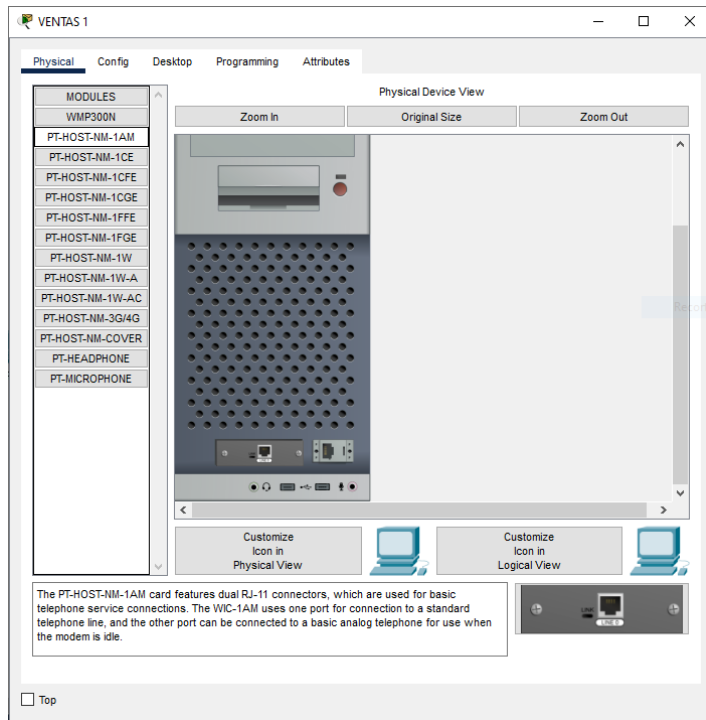 VENTAS 1
Physical Config Desktop Programming Attributes
MODULES
WMP300N
PT-HOST-NM-1AM
PT-HOST-NM-1CE
PT-HOST-NM-1CFE
PT-HOST-NM-1CGE
PT-HOST-NM-1FFE
PT-HOST-NM-1FGE
PT-HOST-NM-1W
PT-HOST-NM-1W-A
PT-HOST-NM-1W-AC
PT-HOST-NM-3G/4G
PT-HOST-NM-COVER
PT-HEADPHONE
PT-MICROPHONE
Physical Device View
Zoom In Original Size Zoom Out
Customize
Icon in
Physical View
Customize
Icon in
Logical View
The PT-HOST-NM-1AM card features dual RJ-11 connectors, which are used for basic
telephone service connections. The WIC-1AM uses one port for connection to a standard
telephone line, and the other port can be connected to a basic analog telephone for use when
the modem is idle.
LINK
LINE 0
Top